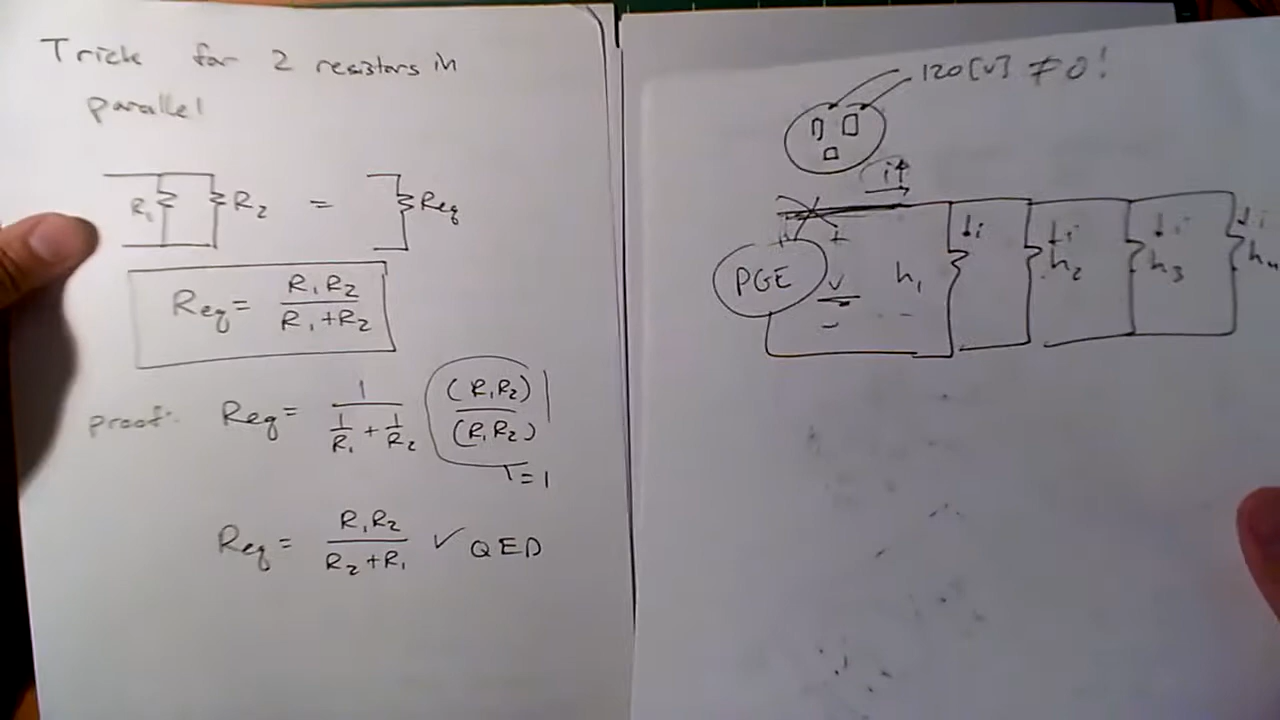 Trick for 2 resistors in
parallel
R₁ R₂ = Req
Req = R₁R₂ / R₁+R₂
proof: Req = 1 / (1/R₁ + 1/R₂) (R₁R₂) / (R₁R₂)
=1
Req = R₁R₂ / R₂+R₁ ✓ QED
120[V] ≠ 0!
i↑
+ ↓i ↓i ↓i ↓i
PGE v h₁ h₂ h₃
-